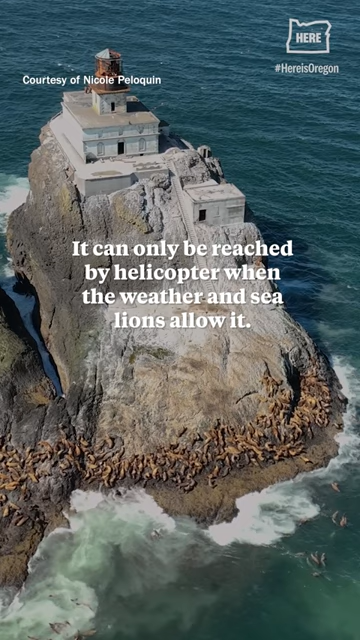 HERE
#HereisOregon
Courtesy of Nicole Peloquin
It can only be reached
by helicopter when
the weather and sea
lions allow it.